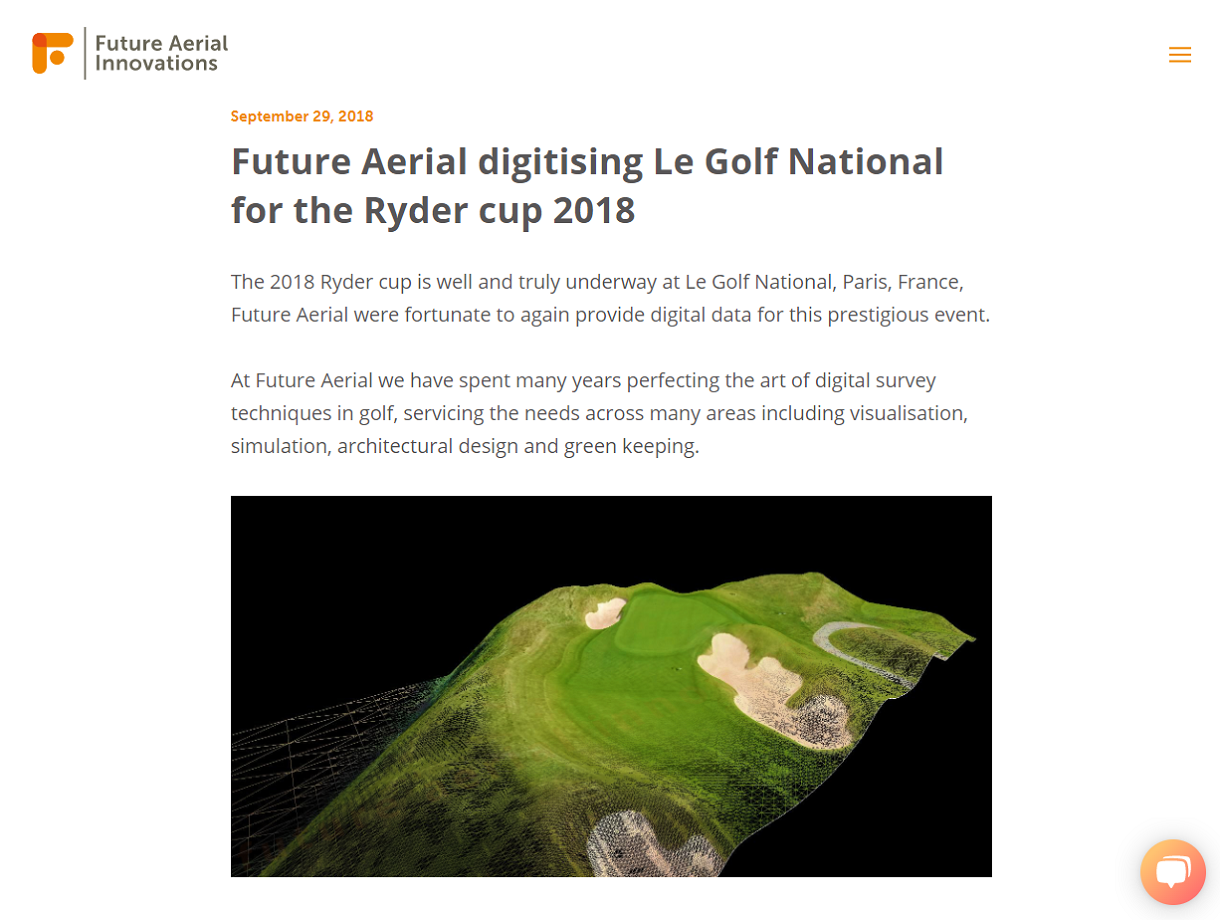 Future Aerial
Innovations
September 29, 2018
Future Aerial digitising Le Golf National
for the Ryder cup 2018
The 2018 Ryder cup is well and truly underway at Le Golf National, Paris, France,
Future Aerial were fortunate to again provide digital data for this prestigious event.
At Future Aerial we have spent many years perfecting the art of digital survey
techniques in golf, servicing the needs across many areas including visualisation,
simulation, architectural design and green keeping.